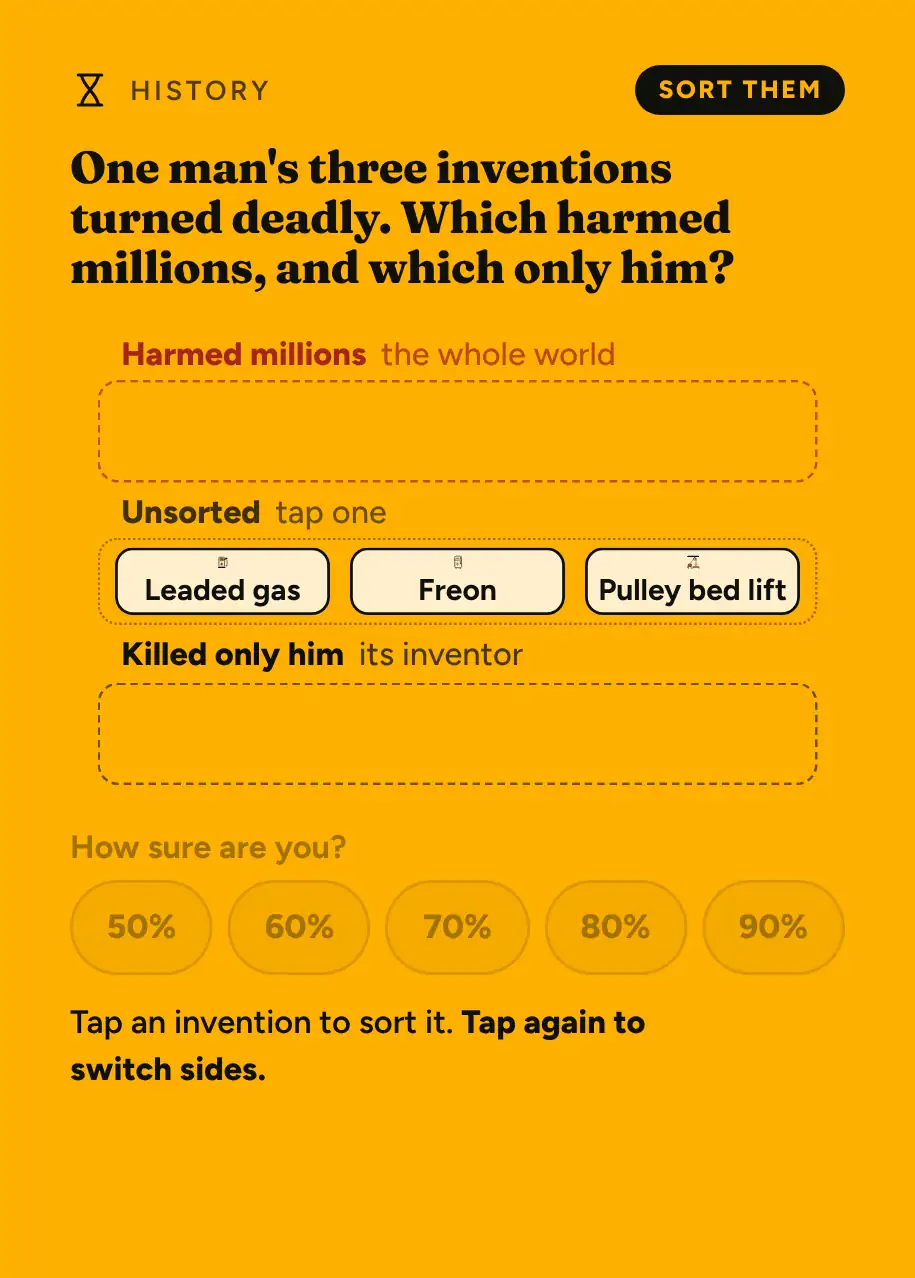 HISTORY
SORT THEM
One man's three inventions
turned deadly. Which harmed
millions, and which only him?
Harmed millions the whole world
Unsorted tap one
Leaded gas
Freon
Pulley bed lift
Killed only him its inventor
How sure are you?
50%
60%
70%
80%
90%
Tap an invention to sort it. Tap again to
switch sides.